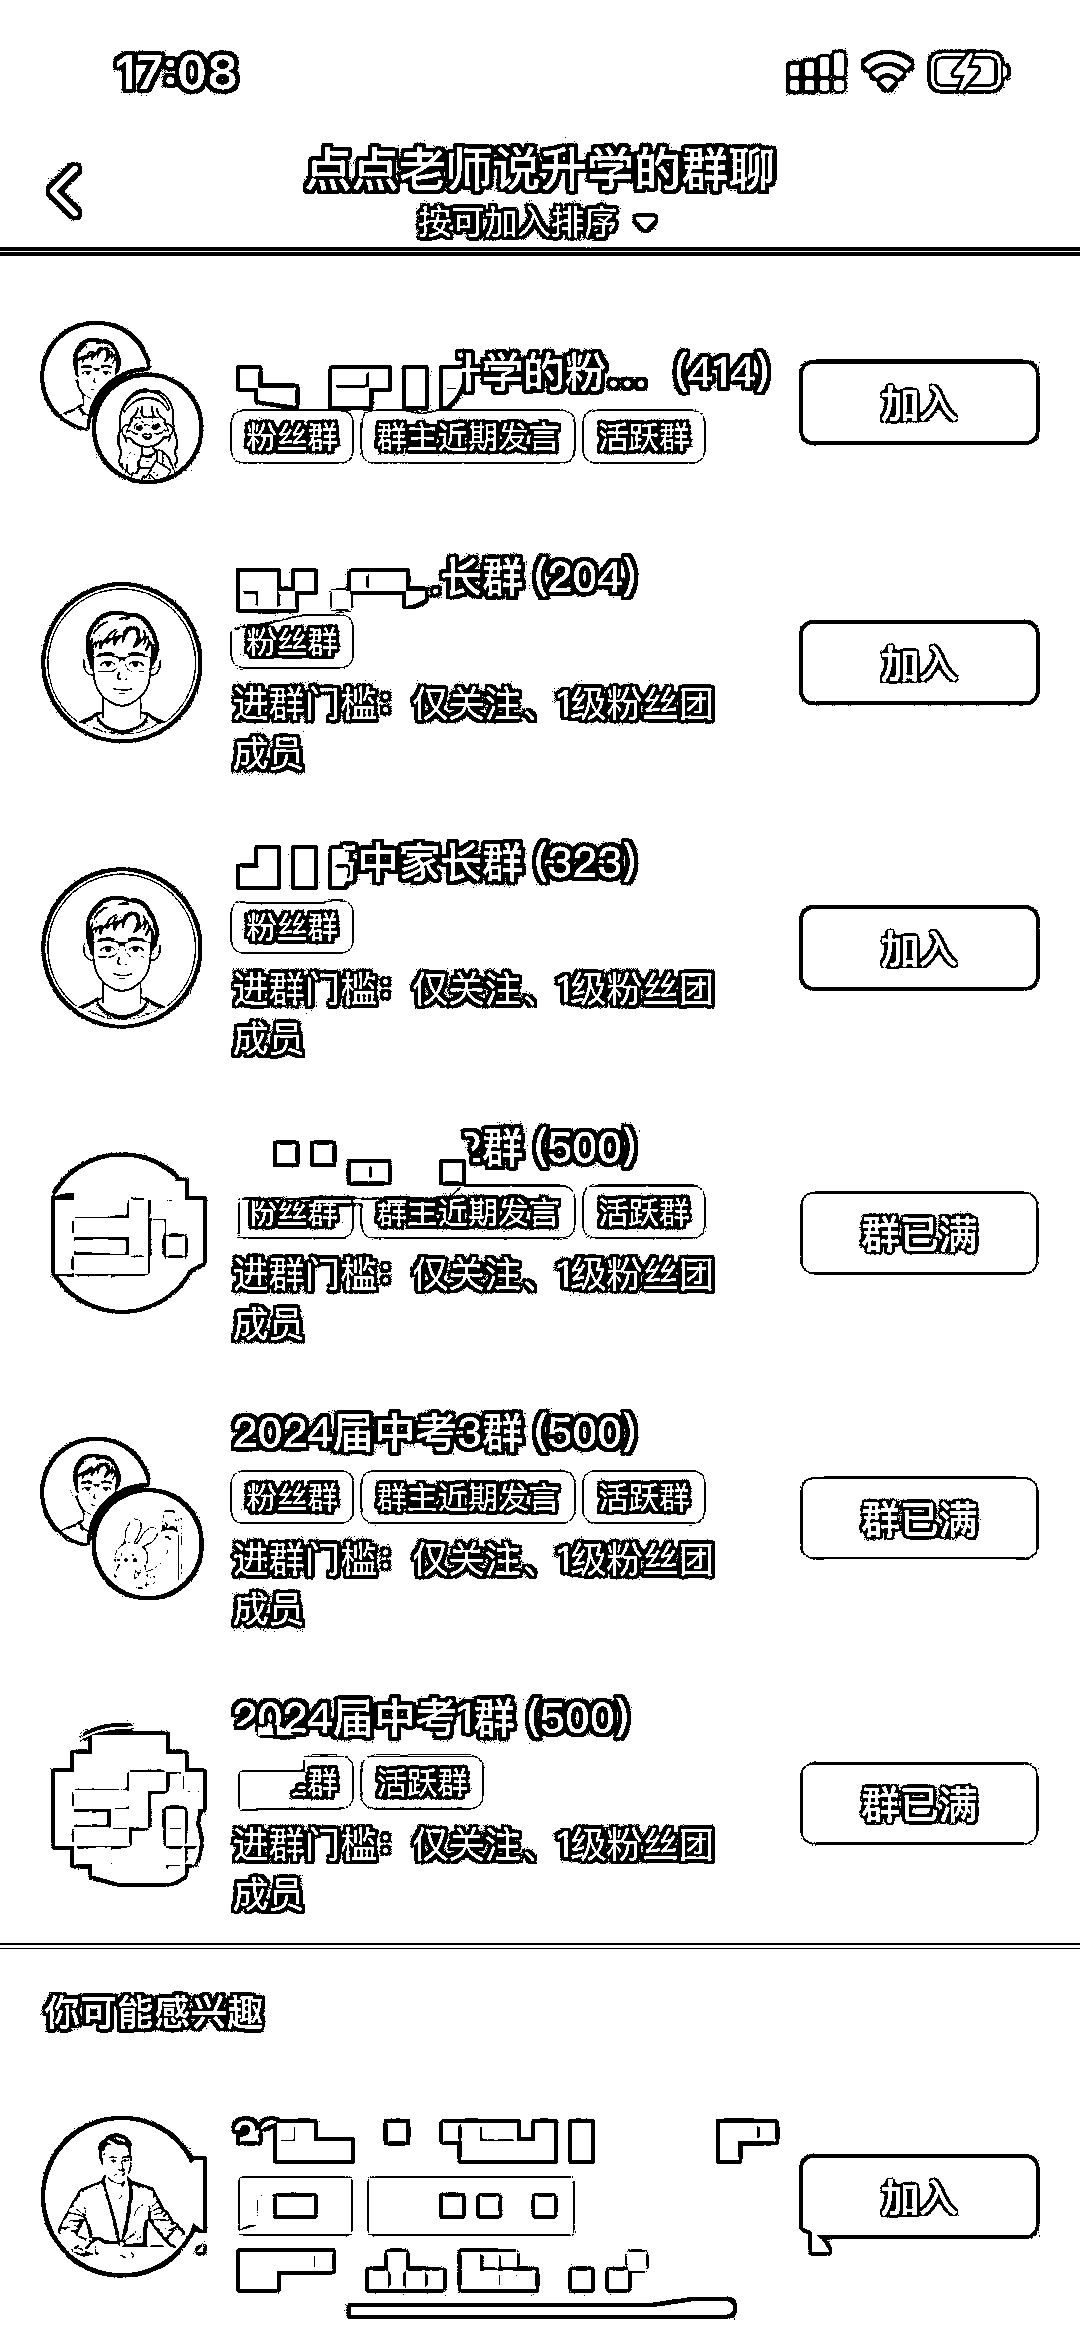 17:08
点点老师说升学的群聊
按可加入排序
学的粉... (414)
粉丝群 群主近期发言 活跃群
加入
长群 (204)
粉丝群
加入
进群门槛：仅关注、1级粉丝团
成员
中家长群 (323)
粉丝群
加入
进群门槛：仅关注、1级粉丝团
成员
群 (500)
粉丝群 群主近期发言 活跃群
群已满
进群门槛：仅关注、1级粉丝团
成员
2024届中考3群 (500)
粉丝群 群主近期发言 活跃群
群已满
进群门槛：仅关注、1级粉丝团
成员
2024届中考1群 (500)
群 活跃群
群已满
进群门槛：仅关注、1级粉丝团
成员
你可能感兴趣
加入